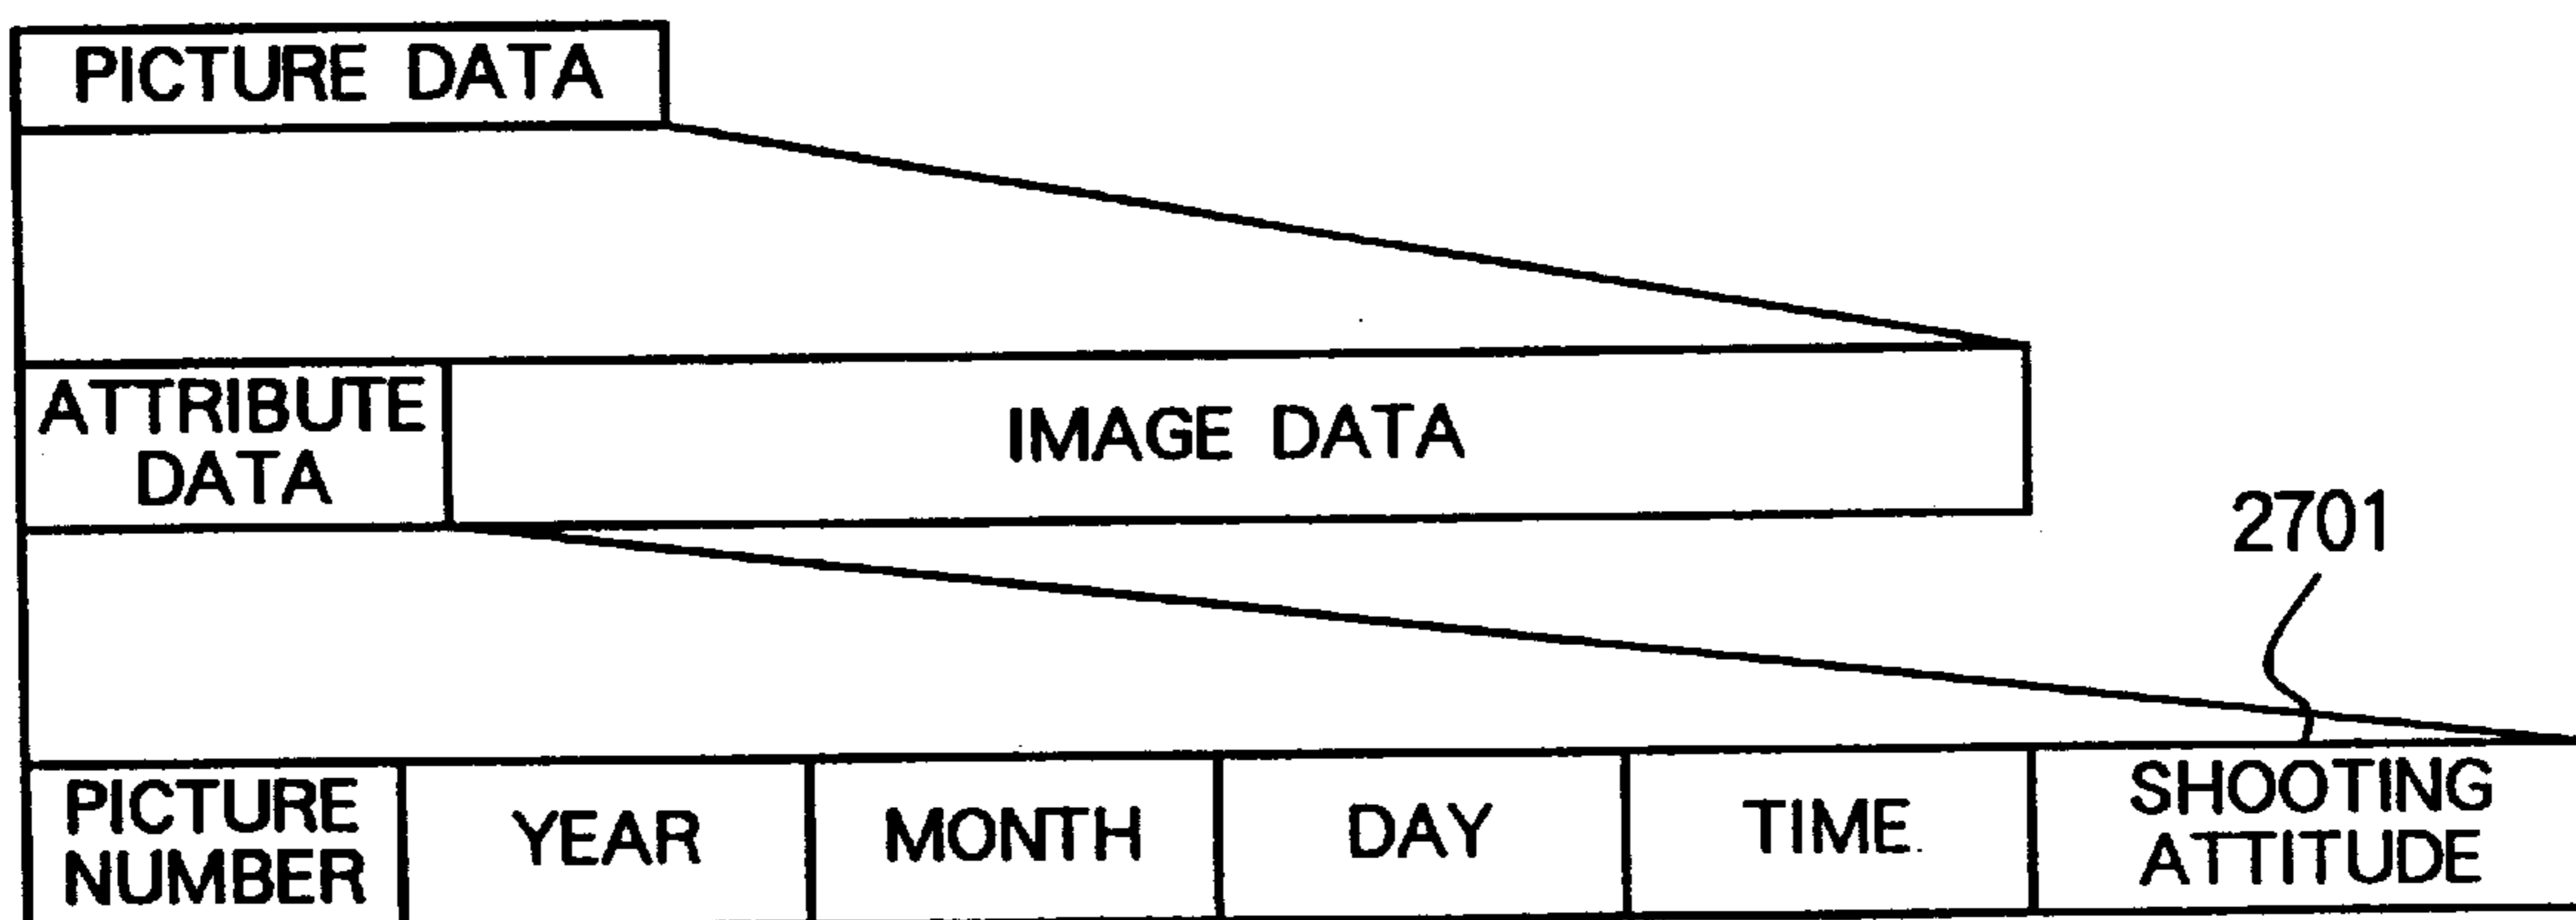 PICTURE DATA
ATTRIBUTE
DATA
IMAGE DATA
2701
PICTURE
NUMBER
YEAR
MONTH
DAY
TIME
SHOOTING
ATTITUDE